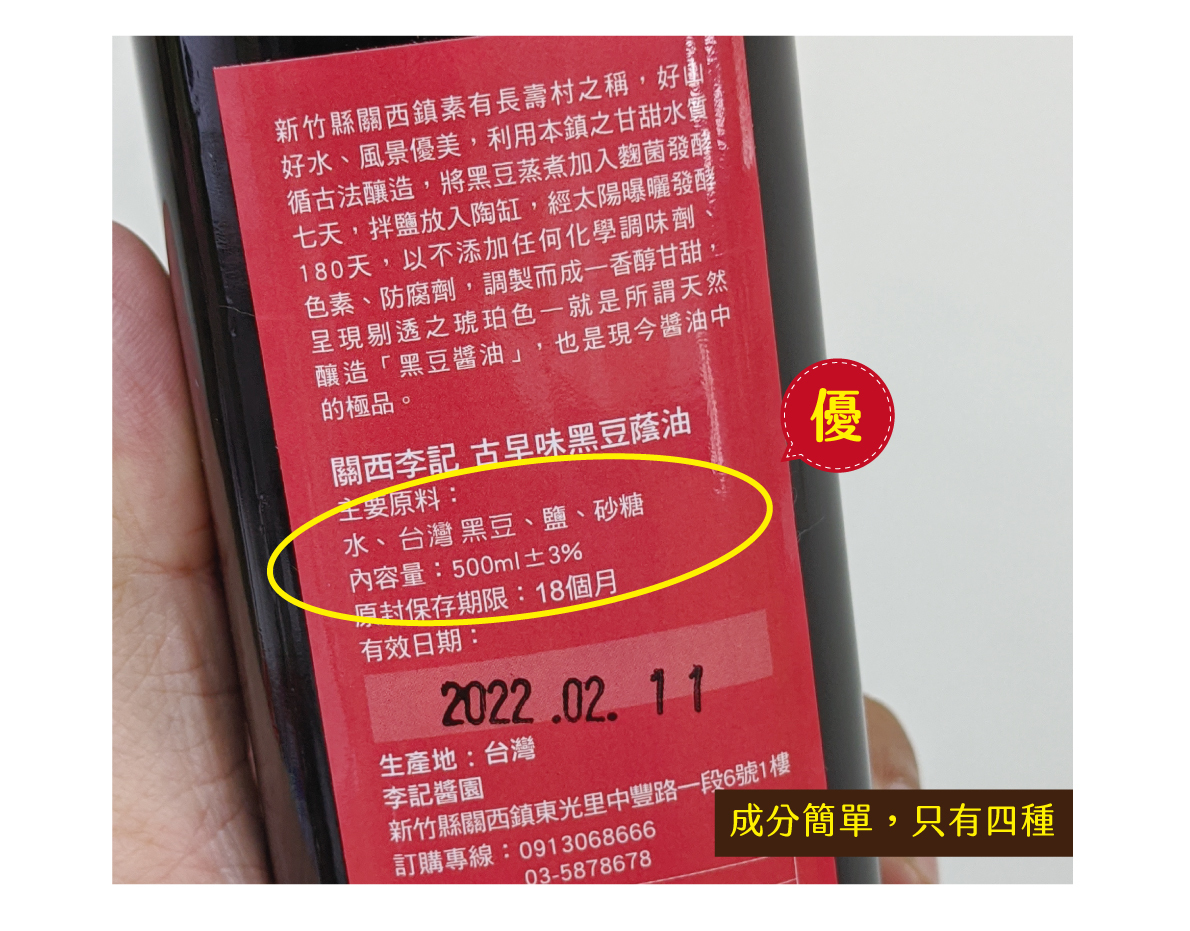 新竹縣關西鎮素有長壽村之稱，好山
好水、風景優美，利用本鎮之甘甜水質
循古法釀造，將黑豆蒸煮加入麴菌發酵
七天，拌鹽放入陶缸，經太陽曝曬發酵
180天，以不添加任何化學調味劑、
色素、防腐劑，調製而成一香醇甘甜，
呈現剔透之琥珀色一就是所謂天然
釀造「黑豆醬油」，也是現今醬油中
的極品。
優
關西李記 古早味黑豆蔭油
主要原料：
水、台灣 黑豆、鹽、砂糖
內容量：500ml±3%
原封保存期限：18個月
有效日期：
2022.02.11
生產地：台灣
李記醬園
新竹縣關西鎮東光里中豐路一段6號1樓
訂購專線：0913068666
03-5878678
成分簡單，只有四種